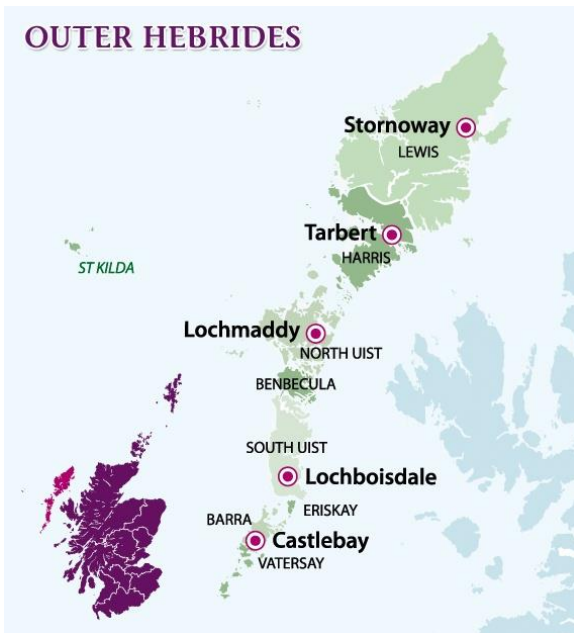 OUTER HEBRIDES
Stornoway
LEWIS
Tarbert
HARRIS
ST KILDA
Lochmaddy
NORTH UIST
BENBECULA
SOUTH UIST
Lochboisdale
ERISKAY
BARRA
Castlebay
VATERSAY